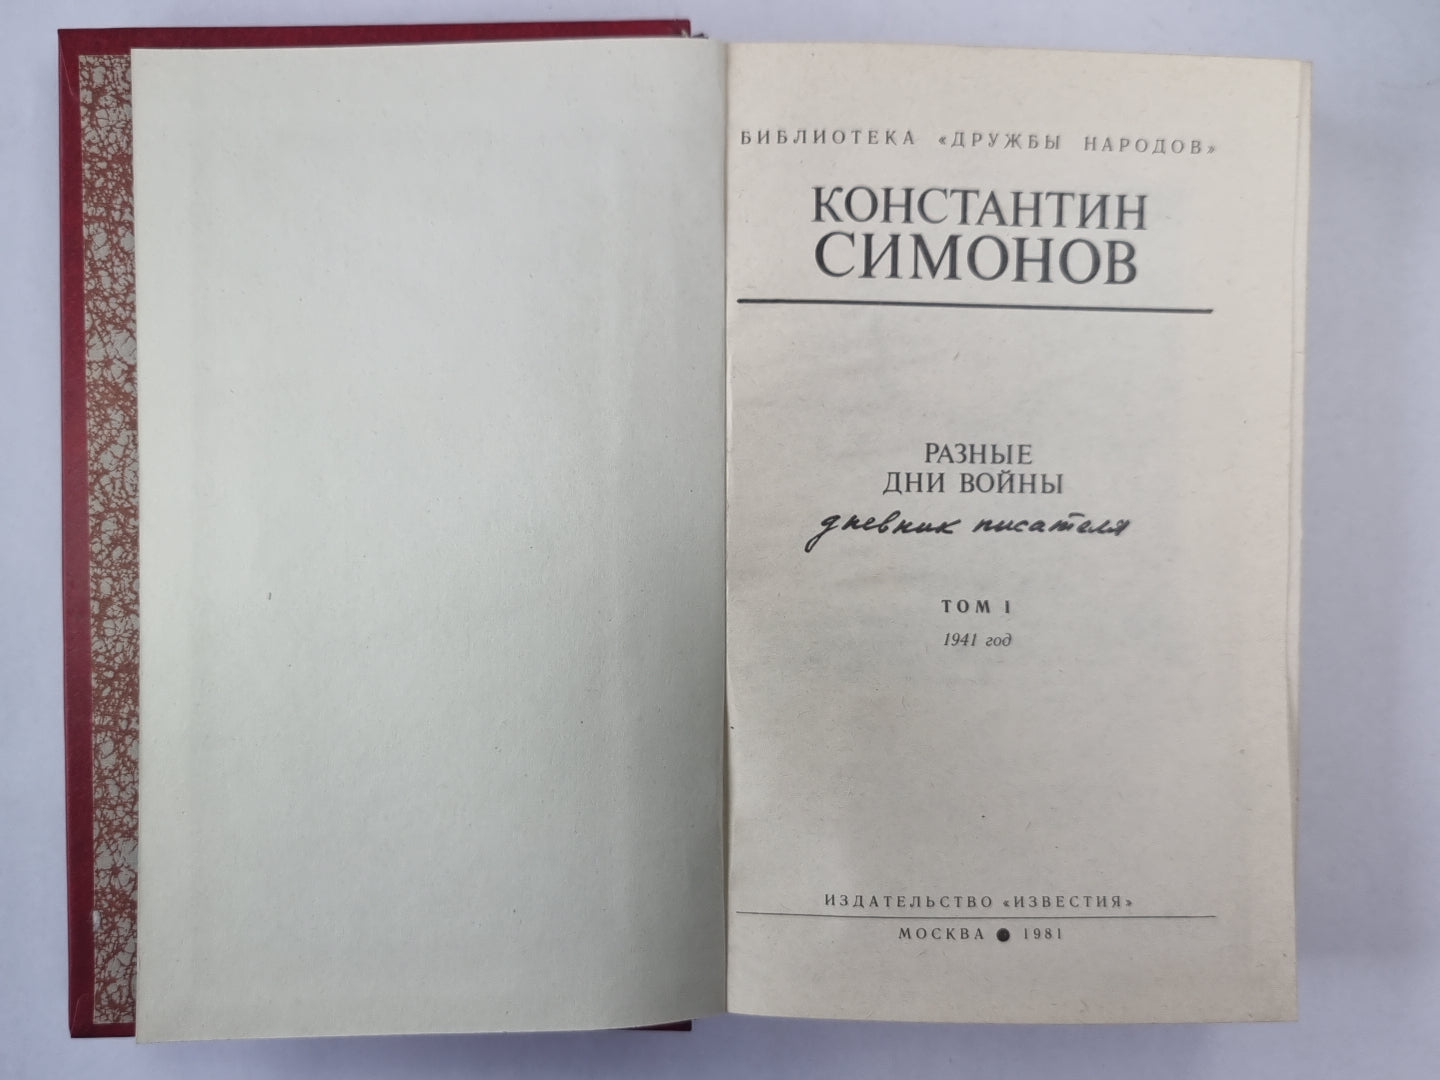 БИБЛИОТЕКА «ДРУЖБЫ НАРОДОВ»
КОНСТАНТИН
СИМОНОВ
РАЗНЫЕ
ДНИ ВОЙНЫ
дневник писателя
ТОМ I
1941 год
ИЗДАТЕЛЬСТВО «ИЗВЕСТИЯ»
МОСКВА ● 1981